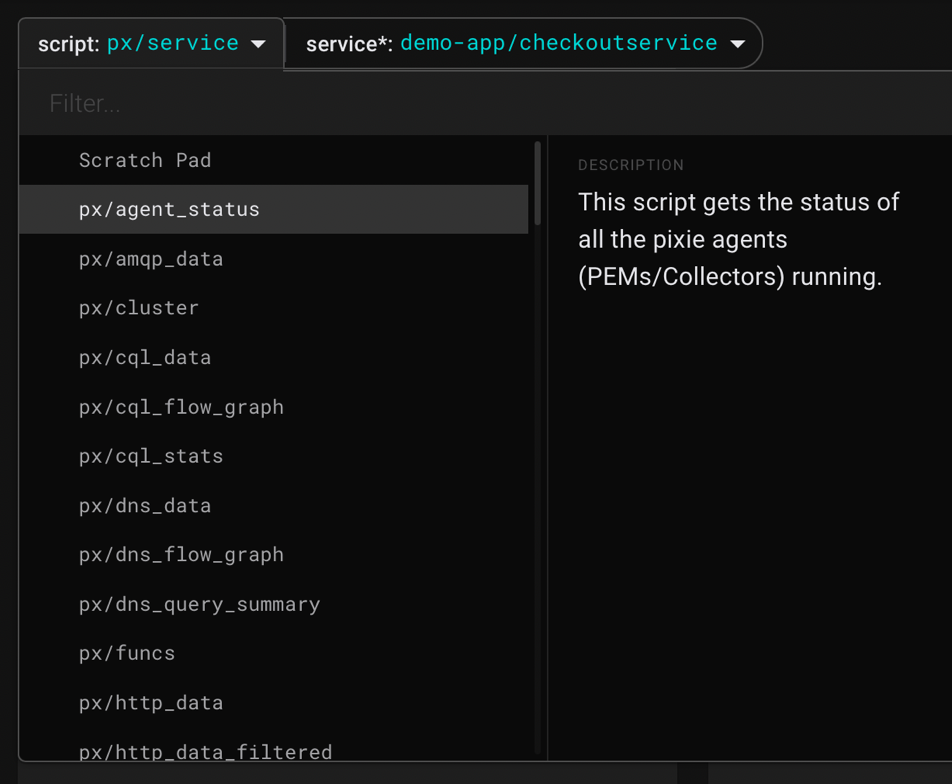 script: px/service service*: demo-app/checkoutservice
Filter...
Scratch Pad
px/agent_status
px/amqp_data
px/cluster
px/cql_data
px/cql_flow_graph
px/cql_stats
px/dns_data
px/dns_flow_graph
px/dns_query_summary
px/funcs
px/http_data
px/http_data_filtered
DESCRIPTION
This script gets the status of
all the pixie agents
(PEMs/Collectors) running.